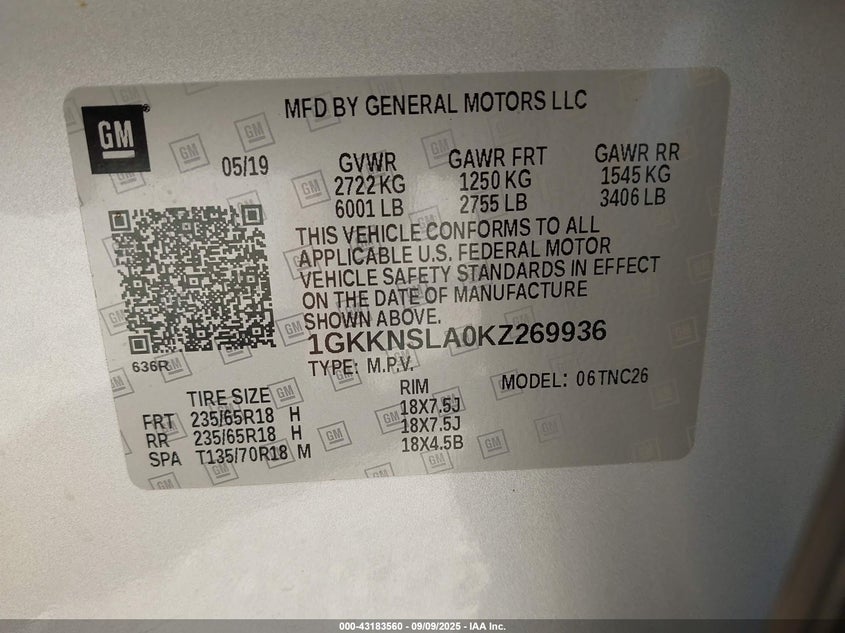 GM
®
MFD BY GENERAL MOTORS LLC
05/19
GVWR GAWR FRT GAWR RR
2722 KG 1250 KG 1545 KG
6001 LB 2755 LB 3406 LB
THIS VEHICLE CONFORMS TO ALL
APPLICABLE U.S. FEDERAL MOTOR
VEHICLE SAFETY STANDARDS IN EFFECT
ON THE DATE OF MANUFACTURE
SHOWN ABOVE.
1GKKNSLA0KZ269936
636R
TYPE: M.P.V. MODEL: 06TNC26
TIRE SIZE RIM
FRT 235/65R18 H 18X7.5J
RR 235/65R18 H 18X7.5J
SPA T135/70R18 M 18X4.5B
000-43183560 - 09/09/2025 - IAA Inc.